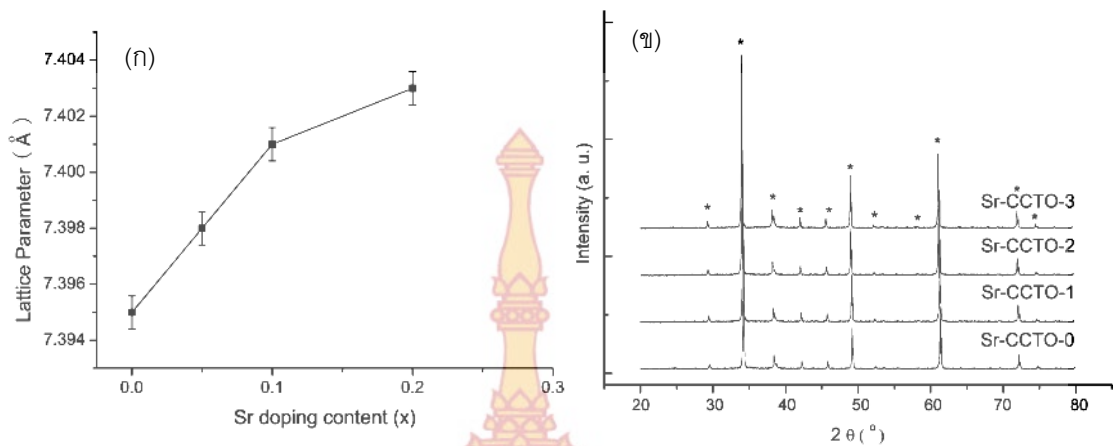 (ก)
7.404
7.402
7.400
7.398
7.396
7.394
Lattice Parameter ( Å )
0.0 0.1 0.2 0.3
Sr doping content (x)
(ข)
Intensity (a. u.)
* * * * * * * * * * *
Sr-CCTO-3
Sr-CCTO-2
Sr-CCTO-1
Sr-CCTO-0
20 30 40 50 60 70 80
2 θ ( ° )